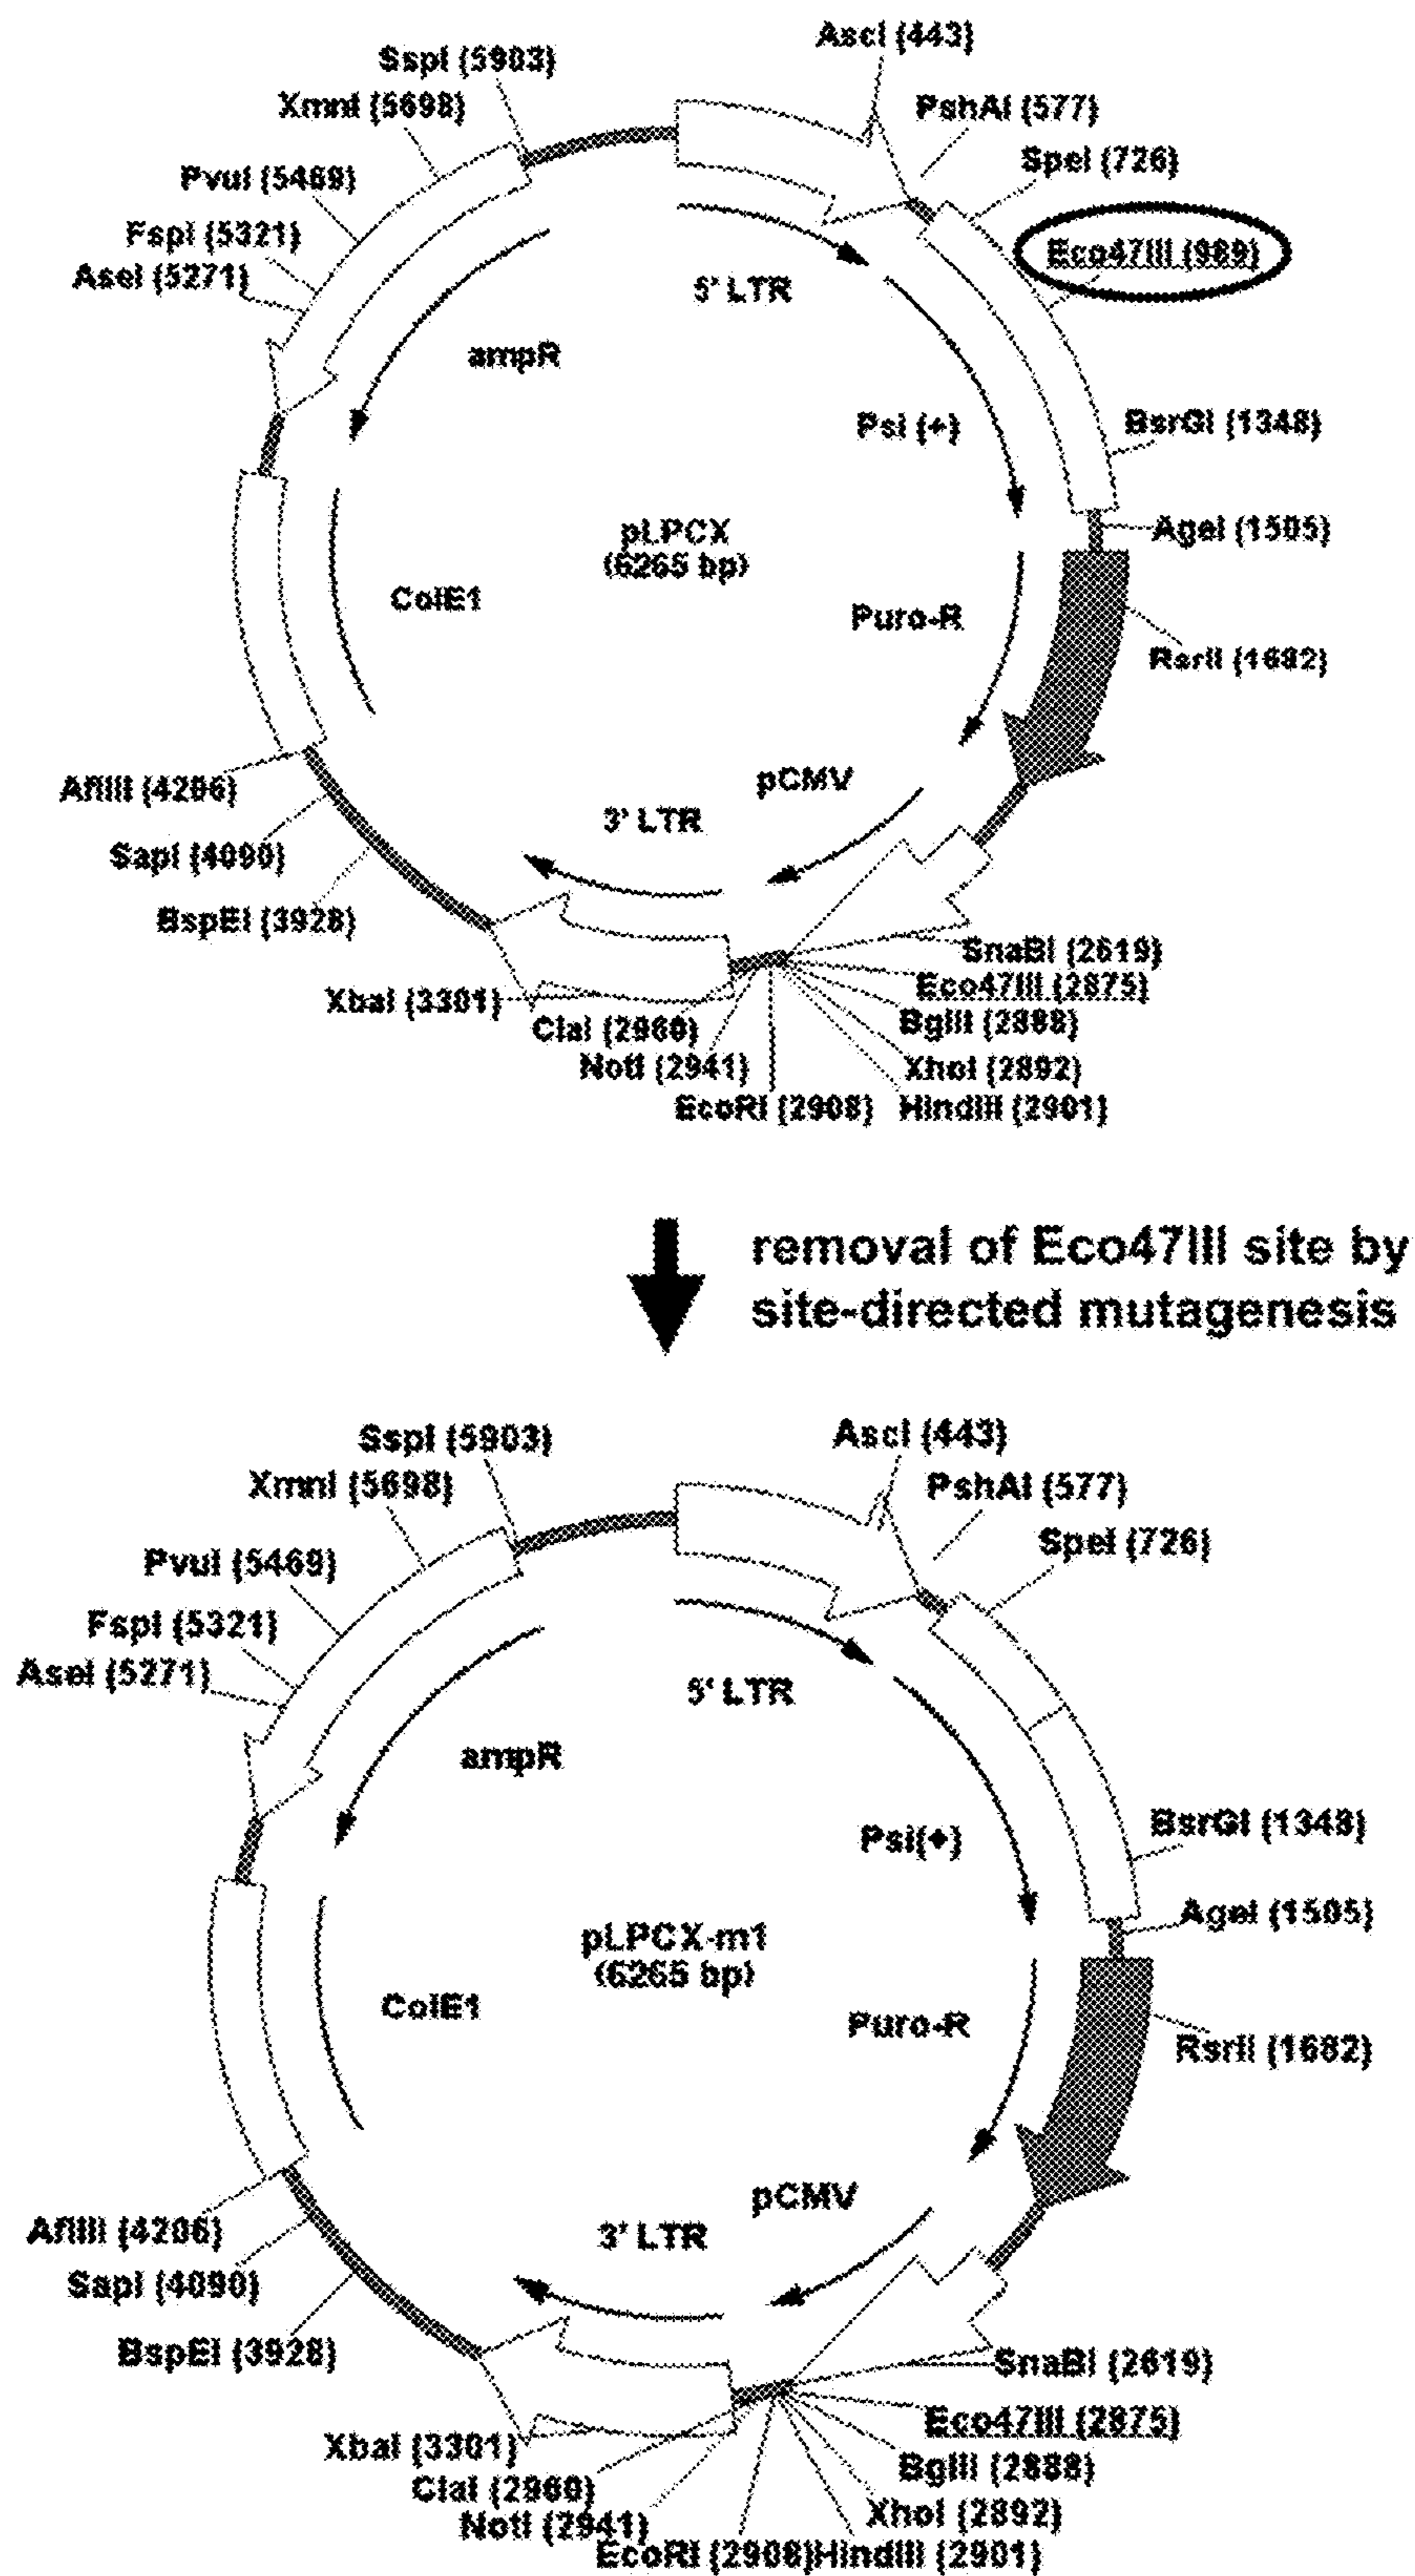 AscI (443)
SspI (5903)
XmnI (5698)
PshAI (577)
SpeI (726)
PvuI (5469)
FspI (5321)
Eco47III (989)
AseI (5271)
5' LTR
ampR
Psi (+)
BsrGI (1348)
pLPCX
(6265 bp)
AgeI (1505)
ColE1
Puro-R
RsrII (1682)
pCMV
AflIII (4206)
3' LTR
SapI (4090)
BspEI (3928)
SnaBI (2619)
Eco47III (2875)
XbaI (3301)
BglII (2888)
ClaI (2960)
NotI (2941)
XhoI (2892)
EcoRI (2908)
HindIII (2901)
removal of Eco47III site by
site-directed mutagenesis
SspI (5903)
AscI (443)
XmnI (5698)
PshAI (577)
SpeI (726)
PvuI (5469)
FspI (5321)
AseI (5271)
5' LTR
ampR
BsrGI (1348)
Psi(+)
AgeI (1505)
pLPCX-m1
(6265 bp)
ColE1
Puro-R
RsrII (1682)
pCMV
AflIII (4206)
3' LTR
SapI (4090)
BspEI (3928)
SnaBI (2619)
Eco47III (2875)
XbaI (3301)
BglII (2888)
ClaI (2960)
XhoI (2892)
NotI (2941)
EcoRI (2908)
HindIII (2901)